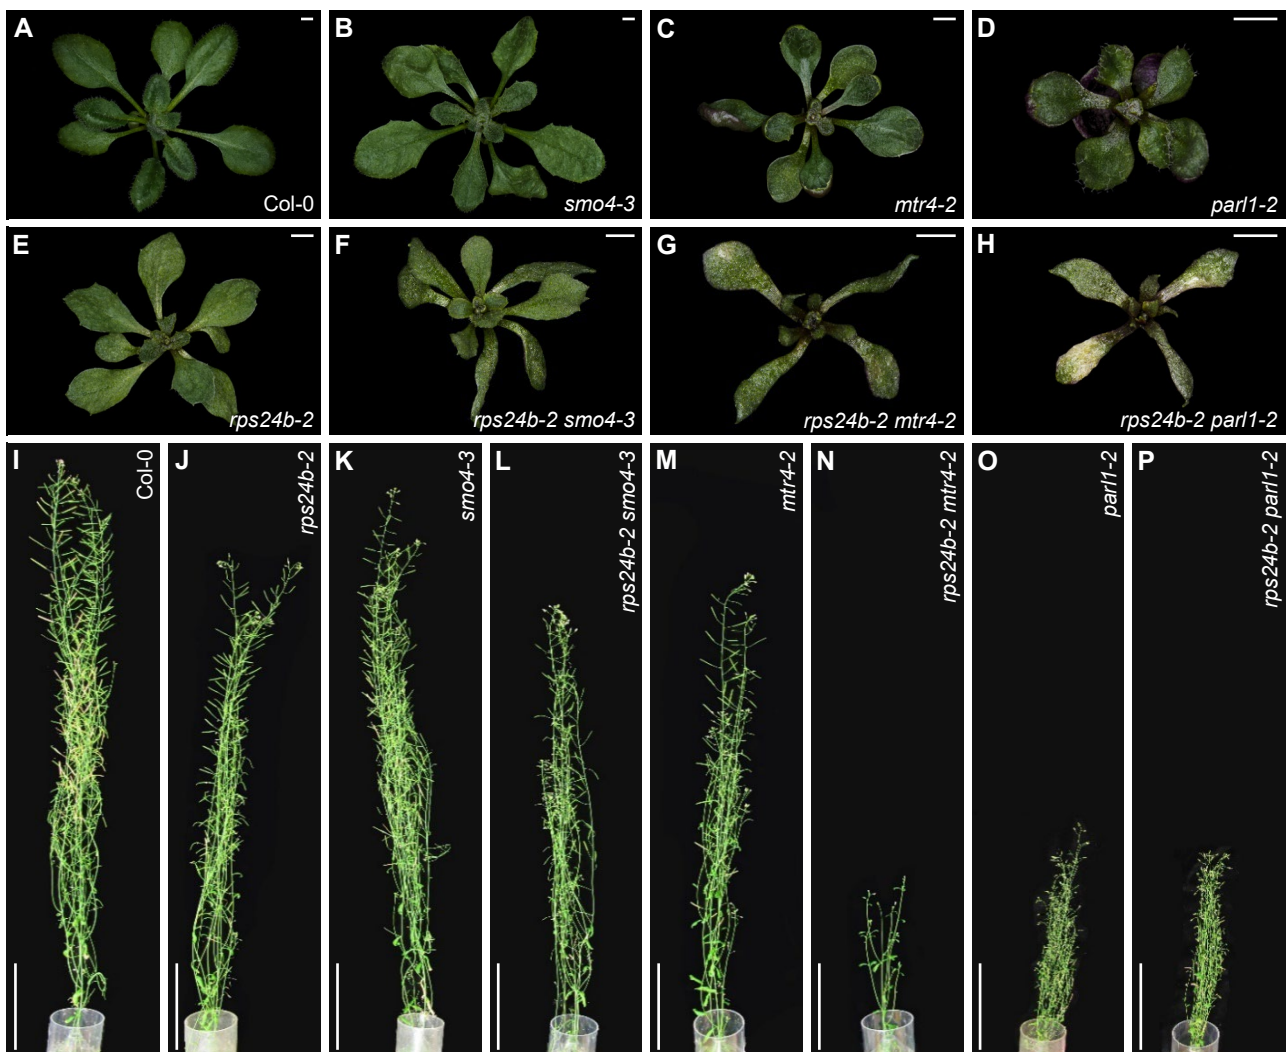 A
Col-0
B
smo4-3
C
mtr4-2
D
parl1-2
E
rps24b-2
F
rps24b-2 smo4-3
G
rps24b-2 mtr4-2
H
rps24b-2 parl1-2
I
Col-0
J
rps24b-2
K
smo4-3
L
rps24b-2 smo4-3
M
mtr4-2
N
rps24b-2 mtr4-2
O
parl1-2
P
rps24b-2 parl1-2